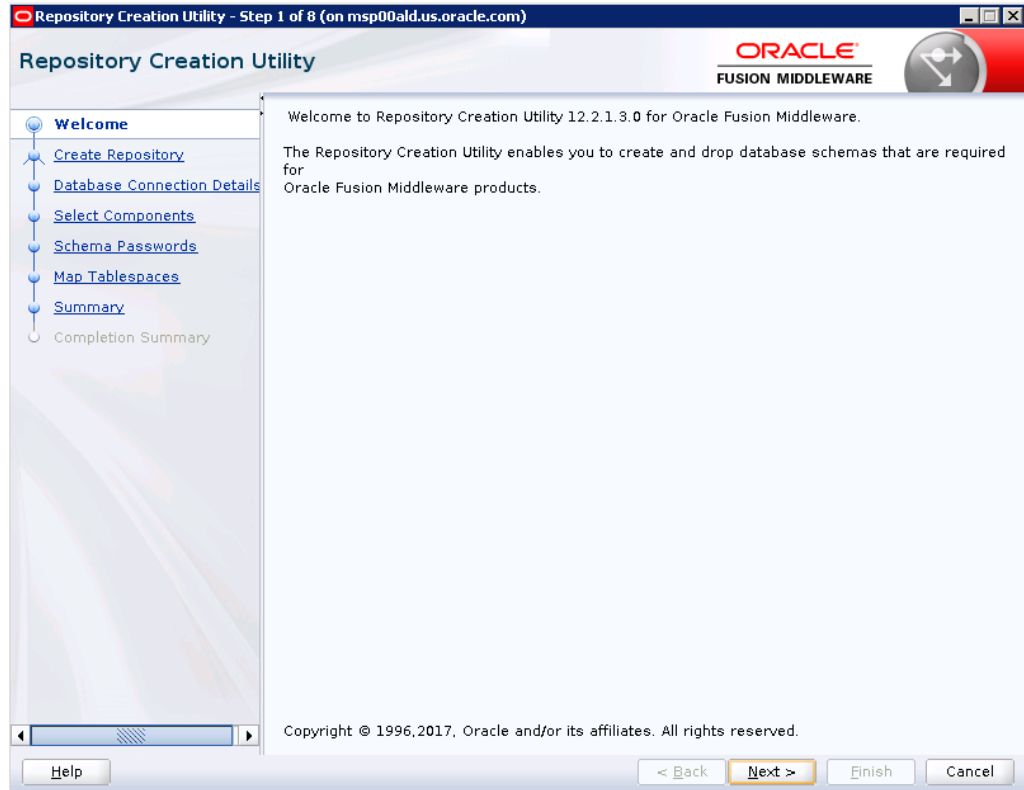 Repository Creation Utility - Step 1 of 8 (on msp00ald.us.oracle.com)
Repository Creation Utility
ORACLE®
FUSION MIDDLEWARE
Welcome
Create Repository
Database Connection Details
Select Components
Schema Passwords
Map Tablespaces
Summary
Completion Summary
Welcome to Repository Creation Utility 12.2.1.3.0 for Oracle Fusion Middleware.
The Repository Creation Utility enables you to create and drop database schemas that are required
for
Oracle Fusion Middleware products.
Copyright © 1996,2017, Oracle and/or its affiliates. All rights reserved.
Help
< Back
Next >
Finish
Cancel